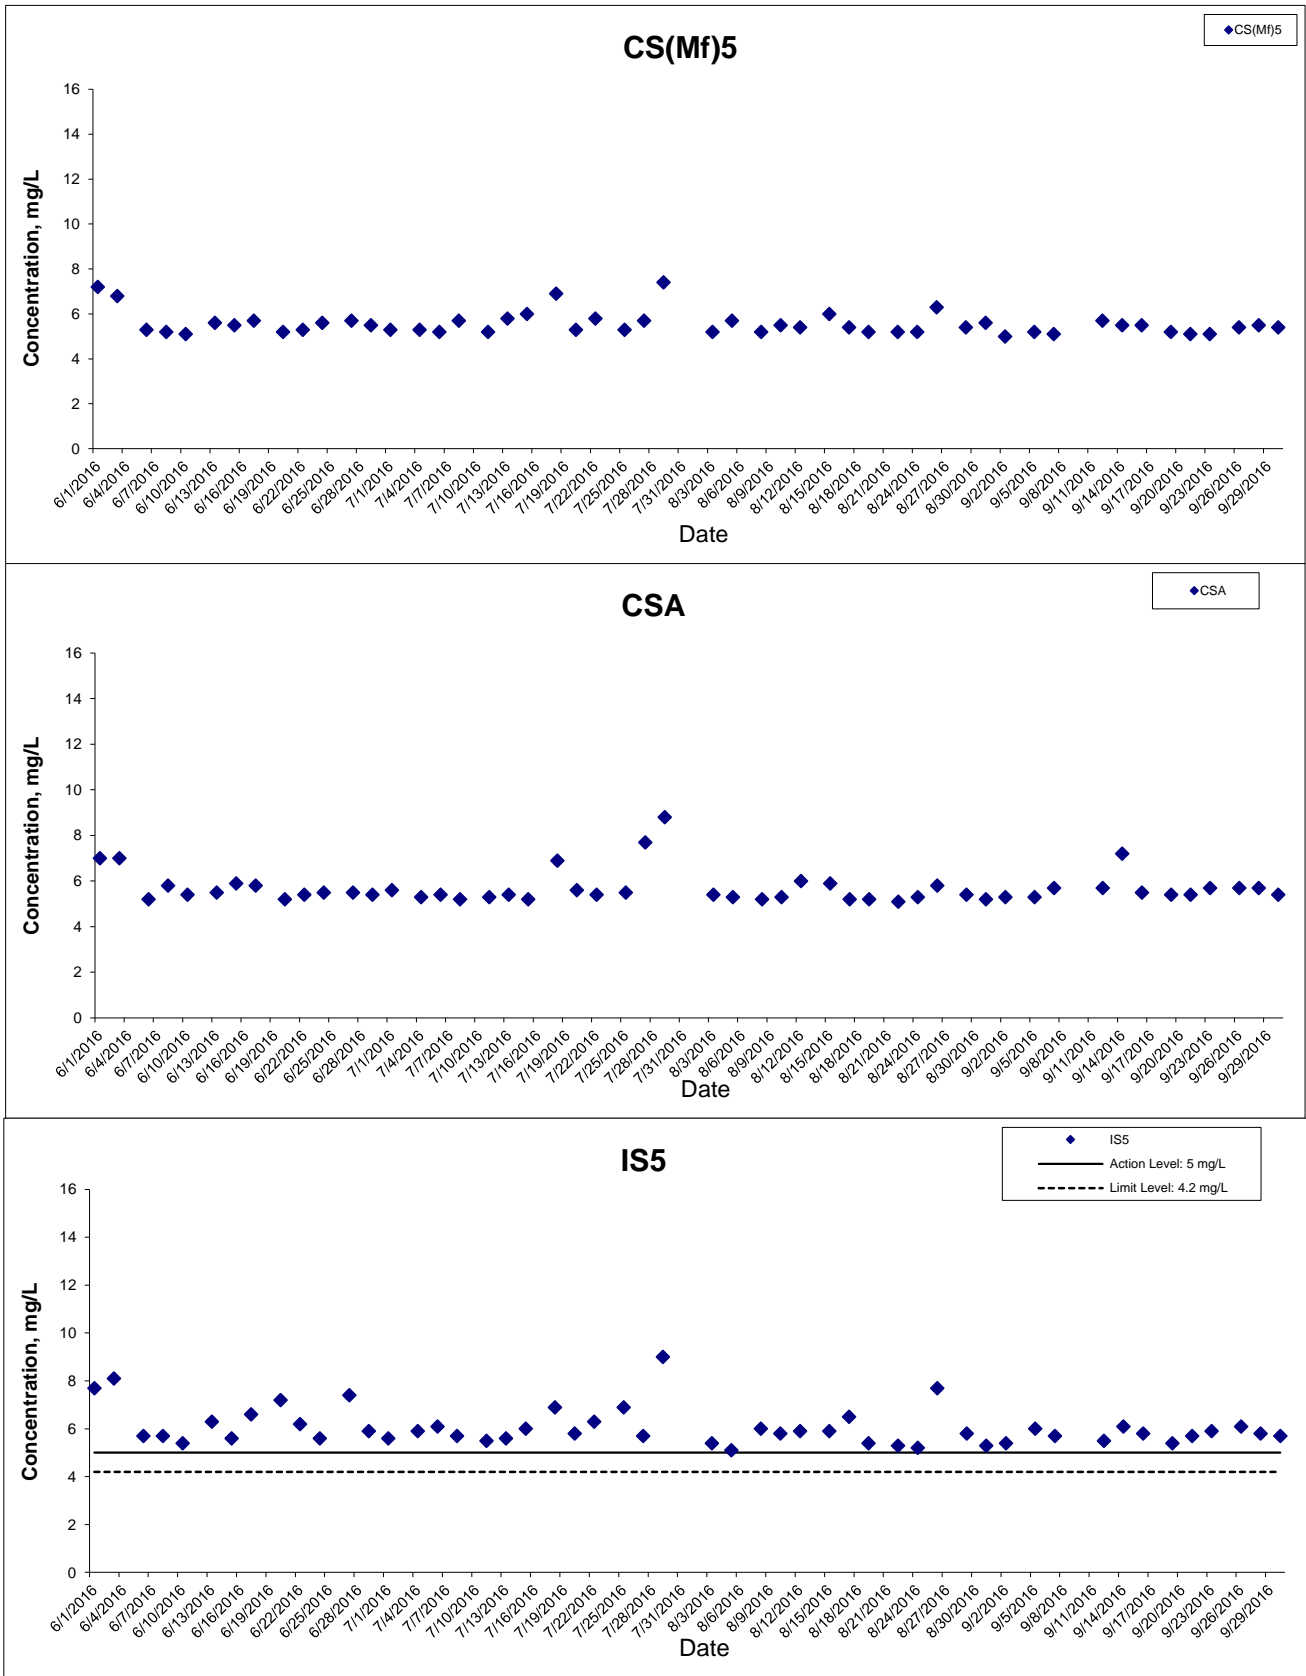 CS(Mf)5
CS(Mf)5
Concentration, mg/L
16
14
12
10
8
6
4
2
0
6/1/2016 6/4/2016 6/7/2016 6/10/2016 6/13/2016 6/16/2016 6/19/2016 6/22/2016 6/25/2016 6/28/2016 7/1/2016 7/4/2016 7/7/2016 7/10/2016 7/13/2016 7/16/2016 7/19/2016 7/22/2016 7/25/2016 7/28/2016 7/31/2016 8/3/2016 8/6/2016 8/9/2016 8/12/2016 8/15/2016 8/18/2016 8/21/2016 8/24/2016 8/27/2016 8/30/2016 9/2/2016 9/5/2016 9/8/2016 9/11/2016 9/14/2016 9/17/2016 9/20/2016 9/23/2016 9/26/2016 9/29/2016
Date
CSA
CSA
Concentration, mg/L
16
14
12
10
8
6
4
2
0
6/1/2016 6/4/2016 6/7/2016 6/10/2016 6/13/2016 6/16/2016 6/19/2016 6/22/2016 6/25/2016 6/28/2016 7/1/2016 7/4/2016 7/7/2016 7/10/2016 7/13/2016 7/16/2016 7/19/2016 7/22/2016 7/25/2016 7/28/2016 7/31/2016 8/3/2016 8/6/2016 8/9/2016 8/12/2016 8/15/2016 8/18/2016 8/21/2016 8/24/2016 8/27/2016 8/30/2016 9/2/2016 9/5/2016 9/8/2016 9/11/2016 9/14/2016 9/17/2016 9/20/2016 9/23/2016 9/26/2016 9/29/2016
Date
IS5
IS5
Action Level: 5 mg/L
Limit Level: 4.2 mg/L
Concentration, mg/L
16
14
12
10
8
6
4
2
0
6/1/2016 6/4/2016 6/7/2016 6/10/2016 6/13/2016 6/16/2016 6/19/2016 6/22/2016 6/25/2016 6/28/2016 7/1/2016 7/4/2016 7/7/2016 7/10/2016 7/13/2016 7/16/2016 7/19/2016 7/22/2016 7/25/2016 7/28/2016 7/31/2016 8/3/2016 8/6/2016 8/9/2016 8/12/2016 8/15/2016 8/18/2016 8/21/2016 8/24/2016 8/27/2016 8/30/2016 9/2/2016 9/5/2016 9/8/2016 9/11/2016 9/14/2016 9/17/2016 9/20/2016 9/23/2016 9/26/2016 9/29/2016
Date